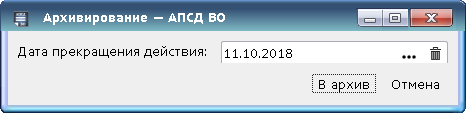 Архивирование — АПСД ВО
Дата прекращения действия: 11.10.2018 ...
В архив Отмена